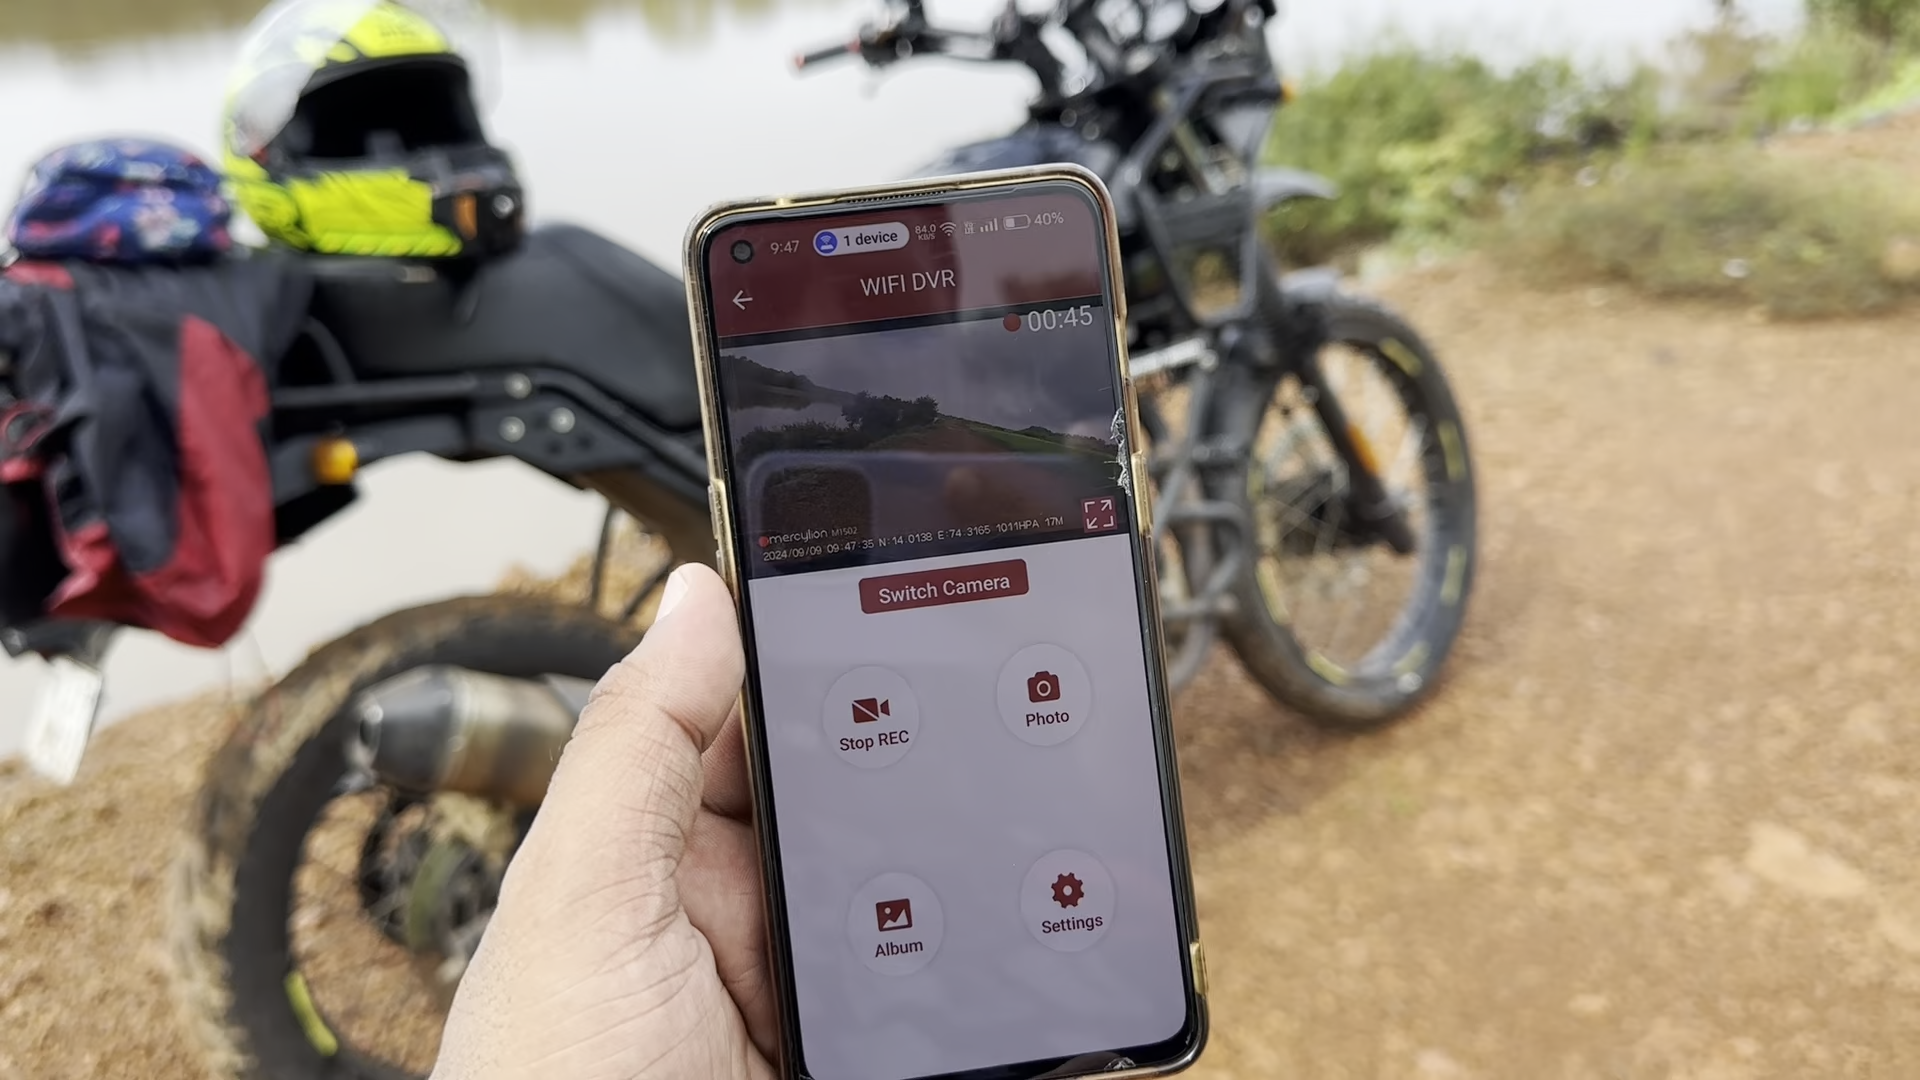 9:47 1 device 84.0 KB/S 40%
WIFI DVR
00:45
mercylion M1502
2024/09/09 09:47:35 N:14.0138 E:74.3165 1011HPA 17M
Switch Camera
Stop REC
Photo
Album
Settings